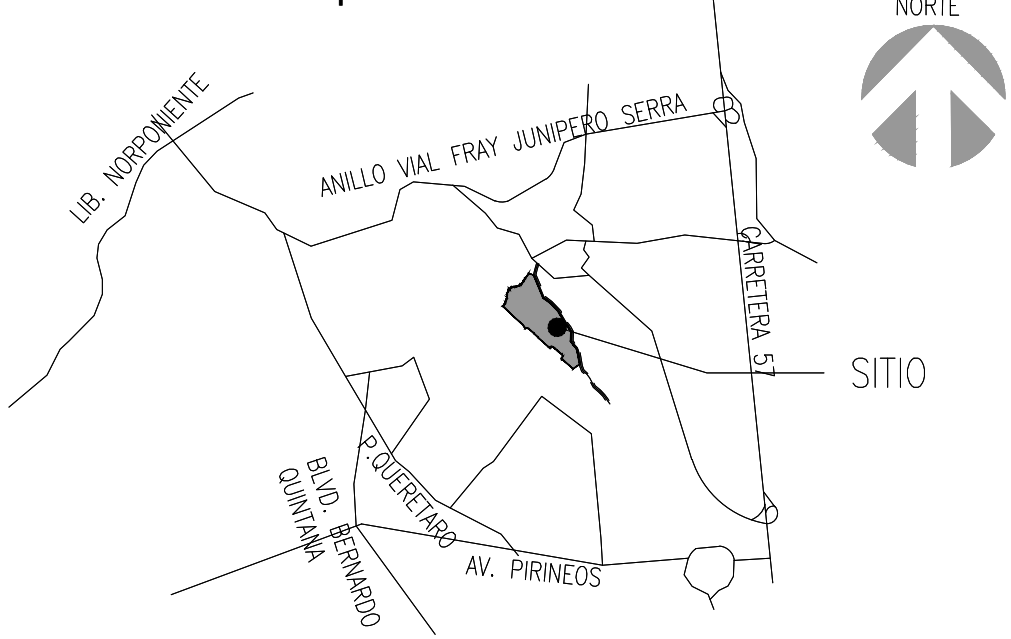 NORTE
LIB. NORPONIENTE
ANILLO VIAL FRAY JUNIPERO SERRA
CARRETERA 57
SITIO
P.QUERETARO
BLVD. BERNARDO
QUINTANA
AV. PIRINEOS